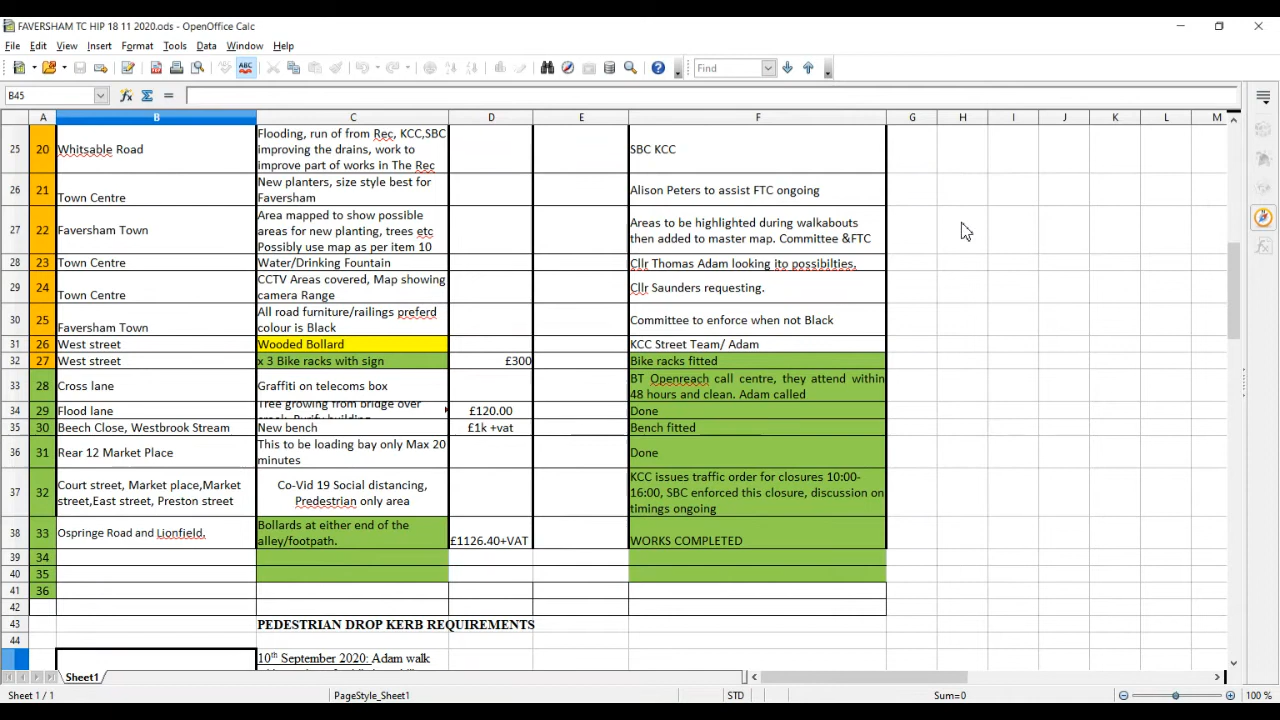 FAVERSHAM TC HIP 18 11 2020.ods - OpenOffice Calc
File Edit View Insert Format Tools Data Window Help
Find
B45
A B C D E F G H I J K L M
25 20 Whitsable Road
Flooding, run of from Rec, KCC,SBC
improving the drains, work to
improve part of works in The Rec
SBC KCC
26 21 Town Centre
New planters, size style best for
Faversham
Alison Peters to assist FTC ongoing
27 22 Faversham Town
Area mapped to show possible
areas for new planting, trees etc
Possibly use map as per item 10
Areas to be highlighted during walkabouts
then added to master map. Committee &FTC
28 23 Town Centre Water/Drinking Fountain Cllr Thomas Adam looking ito possibilties,
29 24 Town Centre
CCTV Areas covered, Map showing
camera Range
Cllr Saunders requesting.
30 25 Faversham Town
All road furniture/railings preferd
colour is Black
Committee to enforce when not Black
31 26 West street Wooded Bollard KCC Street Team/ Adam
32 27 West street x 3 Bike racks with sign £300 Bike racks fitted
33 28 Cross lane Graffiti on telecoms box
BT Openreach call centre, they attend within
48 hours and clean. Adam called
34 29 Flood lane
Tree growing from bridge over
creek. Purify building
£120.00 Done
35 30 Beech Close, Westbrook Stream New bench £1k +vat Bench fitted
36 31 Rear 12 Market Place
This to be loading bay only Max 20
minutes
Done
37 32
Court street, Market place,Market
street,East street, Preston street
Co-Vid 19 Social distancing,
Predestrian only area
KCC issues traffic order for closures 10:00-
16:00, SBC enforced this closure, discussion on
timings ongoing
38 33 Ospringe Road and Lionfield,
Bollards at either end of the
alley/footpath.
£1126.40+VAT WORKS COMPLETED
39 34
40 35
41 36
42
43 PEDESTRIAN DROP KERB REQUIREMENTS
44
10th September 2020: Adam walk
Sheet1
Sheet 1 / 1 PageStyle_Sheet1 STD Sum=0 100 %